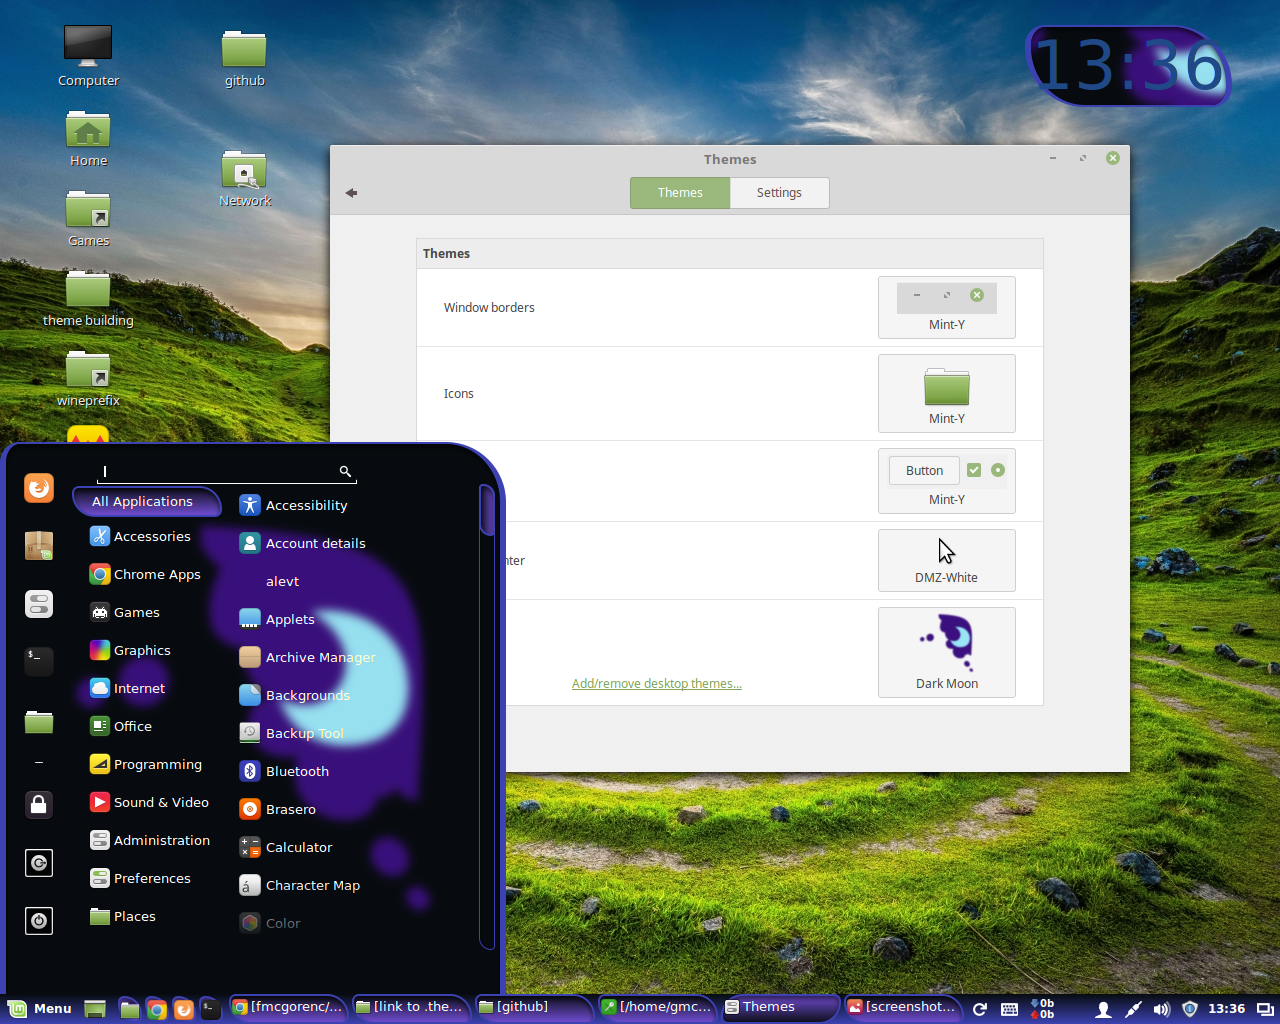 Computer
github
13:36
Home
Network
Games
theme building
wineprefix
Themes
Themes
Settings
Themes
Window borders
Mint-Y
Icons
Mint-Y
Button
Mint-Y
nter
DMZ-White
Add/remove desktop themes...
Dark Moon
All Applications
Accessories
Chrome Apps
Games
Graphics
Internet
Office
Programming
Sound & Video
Administration
Preferences
Places
Accessibility
Account details
alevt
Applets
Archive Manager
Backgrounds
Backup Tool
Bluetooth
Brasero
Calculator
Character Map
Color
Menu
[fmcgorenc/...
[link to .the...
[github]
[/home/gmc...
Themes
[screenshot...
0b
0b
13:36